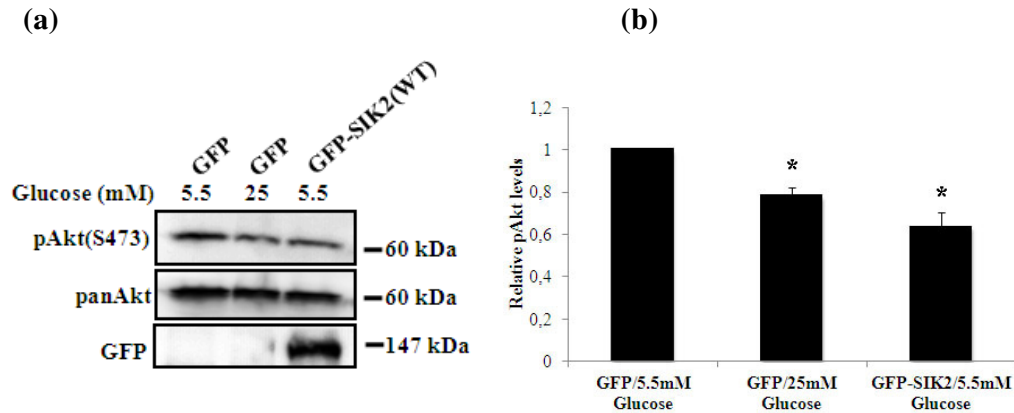 (a)
(b)
GFP
GFP
GFP-SIK2(WT)
Glucose (mM) 5.5 25 5.5
pAkt(S473)
60 kDa
panAkt
60 kDa
GFP
147 kDa
Relative pAkt levels
1,2
1
0,8
0,6
0,4
0,2
0
*
*
GFP/5.5mM Glucose
GFP/25mM Glucose
GFP-SIK2/5.5mM Glucose